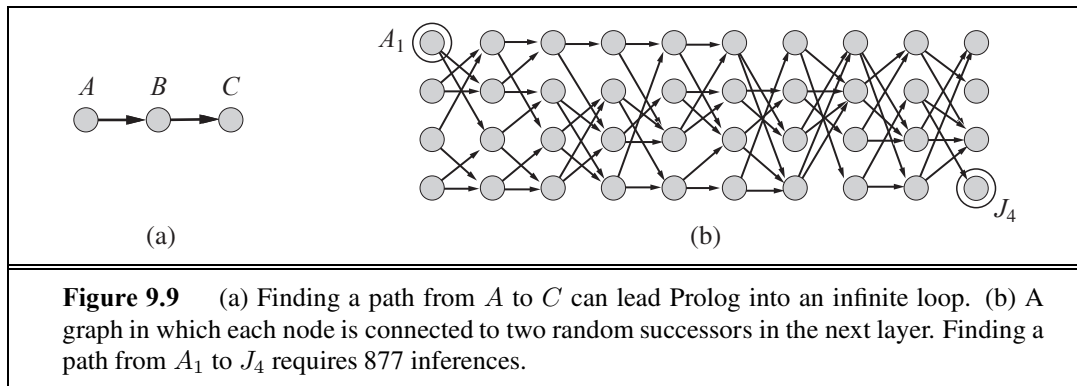 A B C
(a)
A1
J4
(b)
Figure 9.9 (a) Finding a path from A to C can lead Prolog into an infinite loop. (b) A
graph in which each node is connected to two random successors in the next layer. Finding a
path from A1 to J4 requires 877 inferences.